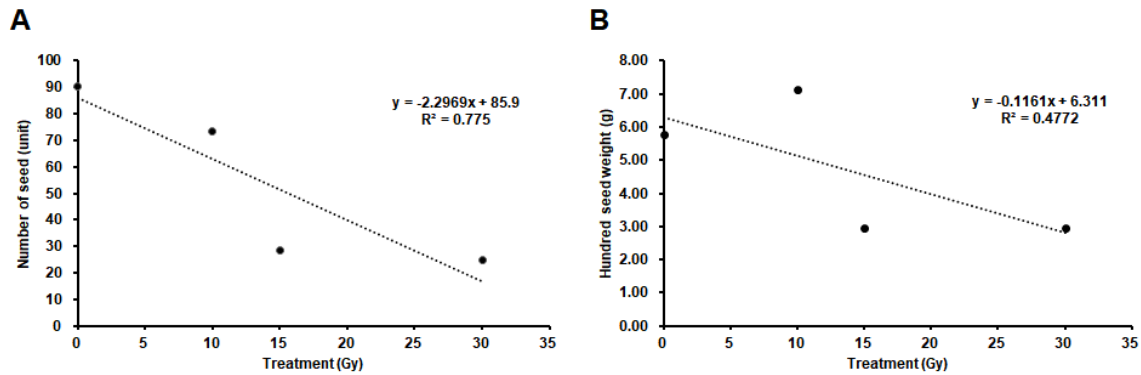 A
100
90
80
70
60
50
40
30
20
10
0
Number of seed (unit)
y = -2.2969x + 85.9
R² = 0.775
0 5 10 15 20 25 30 35
Treatment (Gy)
B
8.00
7.00
6.00
5.00
4.00
3.00
2.00
1.00
0.00
Hundred seed weight (g)
y = -0.1161x + 6.311
R² = 0.4772
0 5 10 15 20 25 30 35
Treatment (Gy)